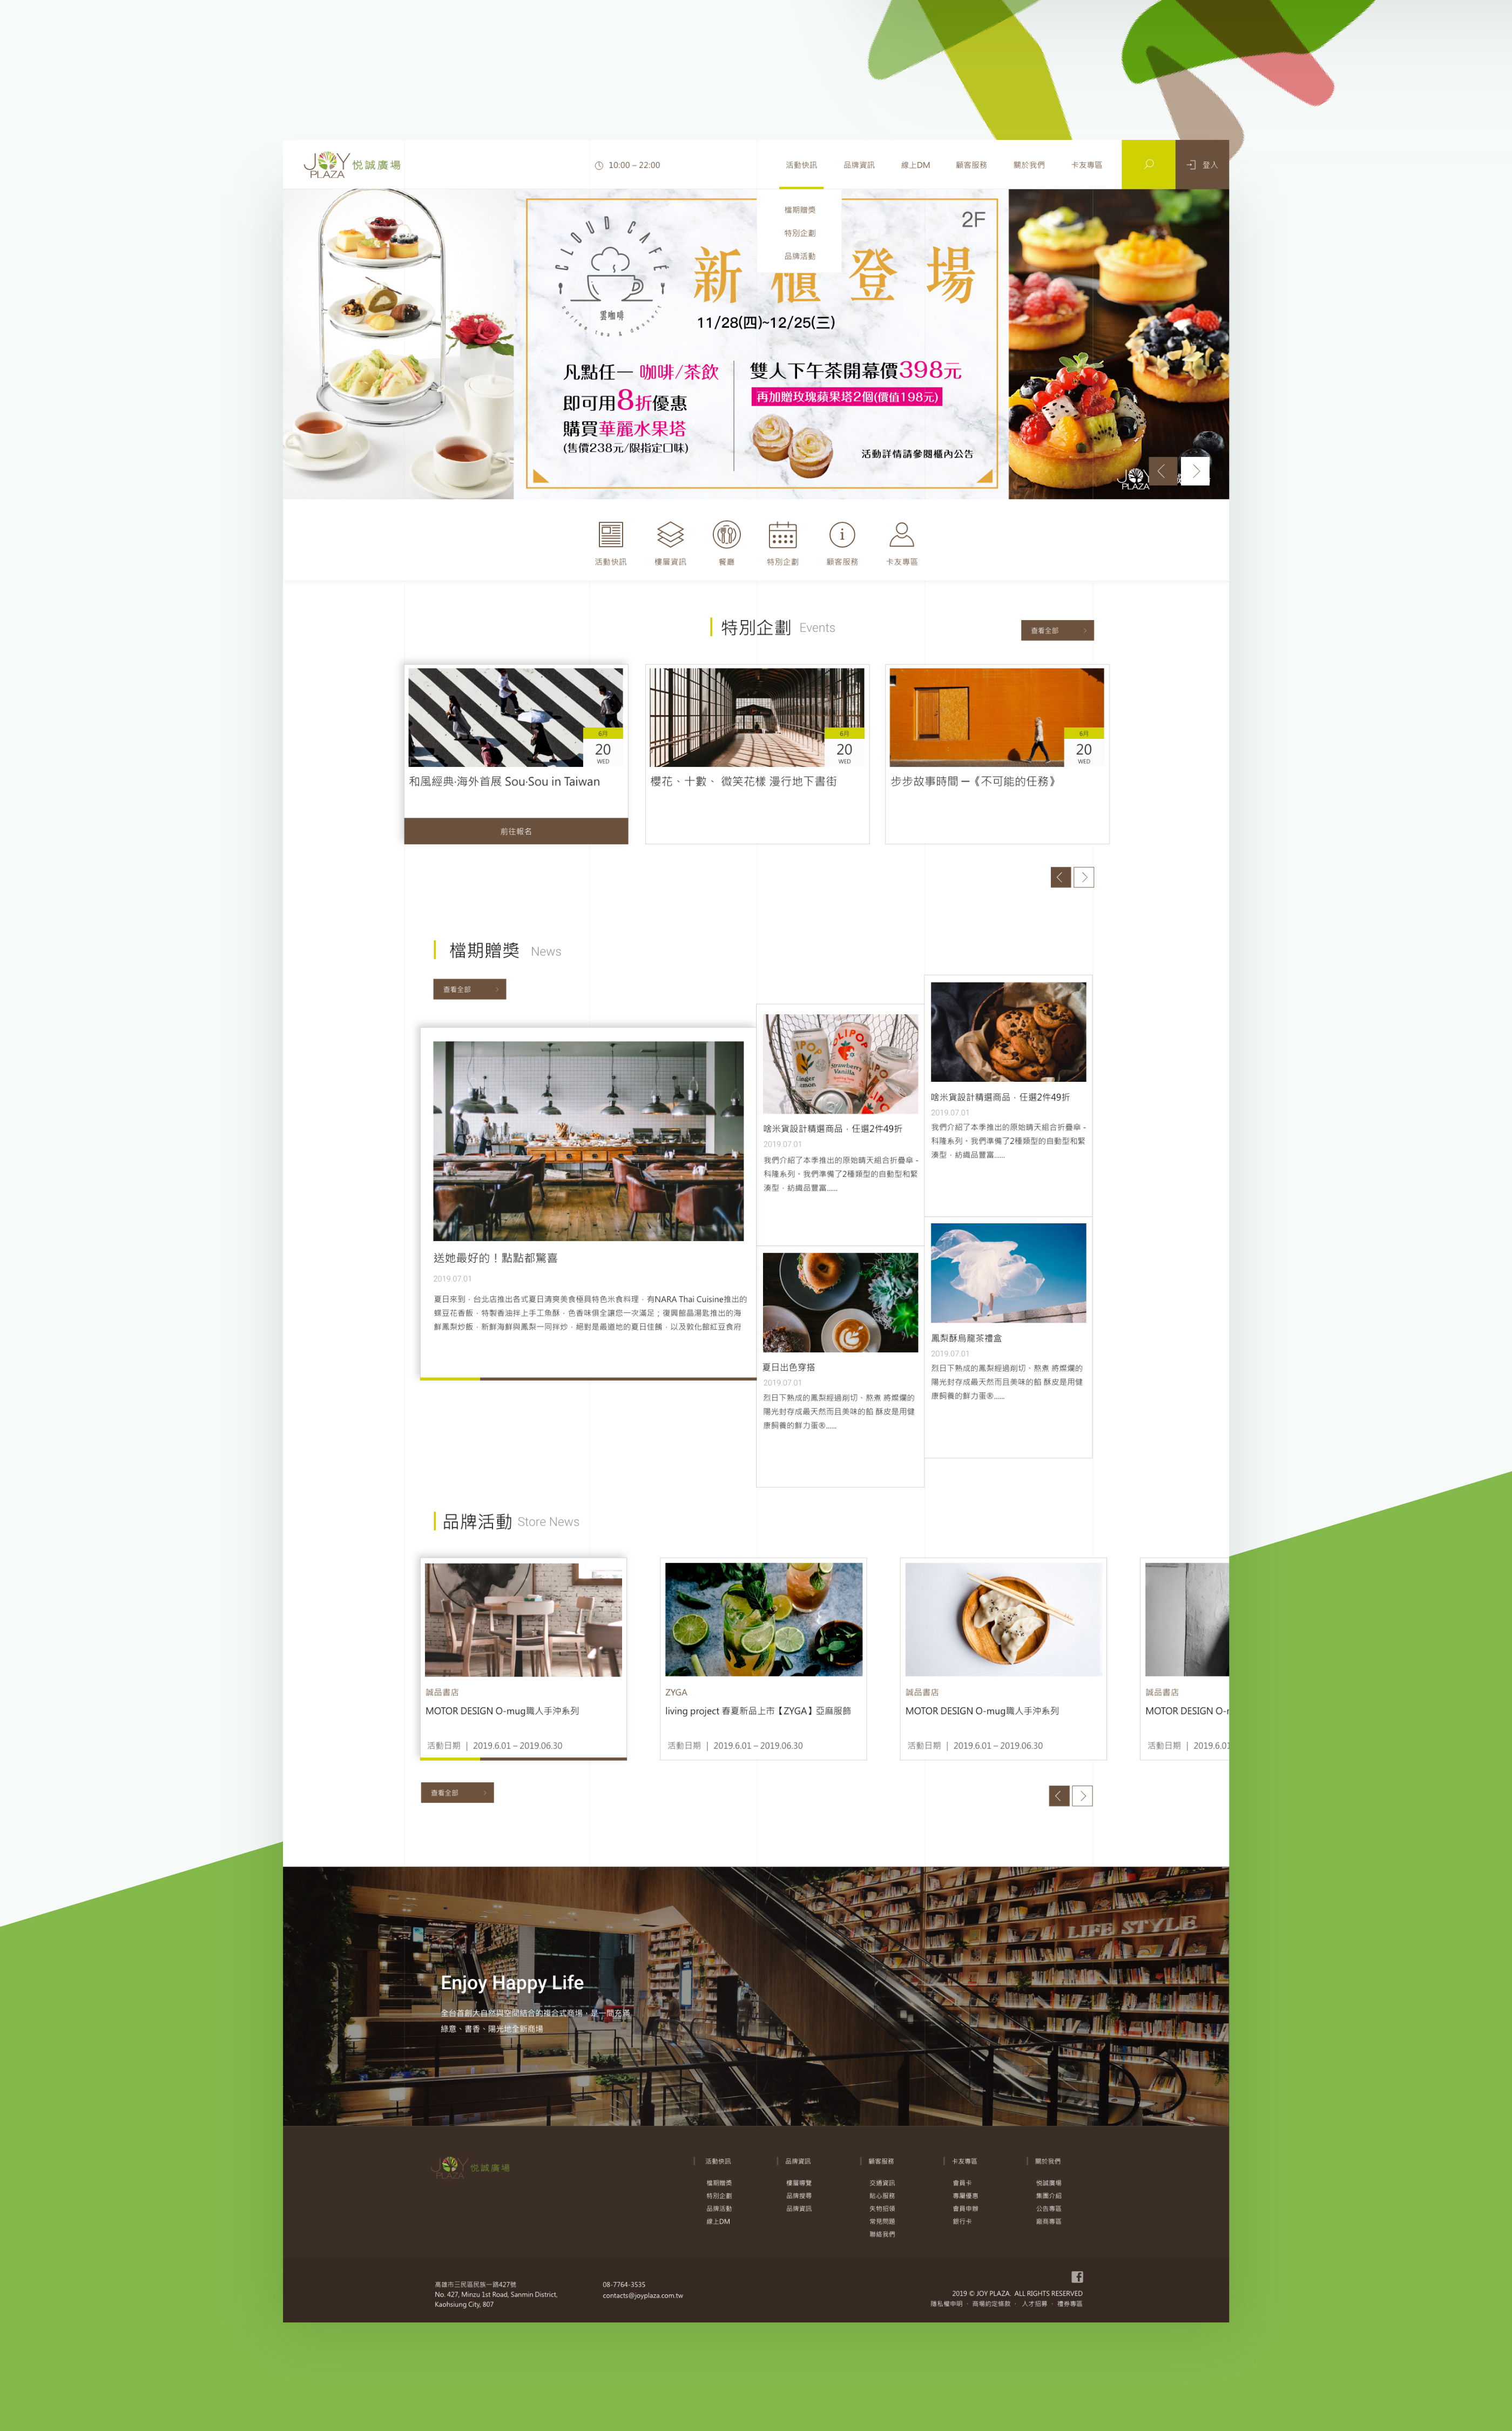 JOY PLAZA 悦誠廣場
10:00 ~ 22:00
活動快訊 品牌資訊 線上DM 顧客服務 關於我們 卡友專區
登入
檔期贈獎
特別企劃
品牌活動
CLOUD CAFE
雲咖啡
2F
新櫃登場
11/28(四)~12/25(三)
凡點任一 咖啡/茶飲
即可用8折優惠
購買華麗水果塔
(售價238元/限指定口味)
雙人下午茶開幕價398元
再加贈玫瑰蘋果塔2個(價值198元)
活動詳情請參閱櫃內公告
JOY PLAZA
活動快訊 樓層資訊 餐廳 特別企劃 顧客服務 卡友專區
特別企劃 Events
查看全部
6月
20
WED
和風經典·海外首展 Sou·Sou in Taiwan
前往報名
6月
20
WED
櫻花、十數、 微笑花樣 漫行地下書街
6月
20
WED
步步故事時間 —《不可能的任務》
檔期贈獎 News
查看全部
送她最好的！點點都驚喜
2019.07.01
夏日來到，台北店推出各式夏日清爽美食極具特色米食料理，有NARA Thai Cuisine推出的
蝶豆花香飯，特製香油拌上手工魚酥，色香味俱全讓您一次滿足；復興館晶湯匙推出的海
鮮鳳梨炒飯，新鮮海鮮與鳳梨一同拌炒，絕對是最道地的夏日佳餚，以及敦化館紅豆食府
啥米貨設計精選商品，任選2件49折
2019.07.01
我們介紹了本季推出的原始晴天組合折疊傘 -
科隆系列。我們準備了2種類型的自動型和緊
湊型，紡織品豐富......
啥米貨設計精選商品，任選2件49折
2019.07.01
我們介紹了本季推出的原始晴天組合折疊傘 -
科隆系列。我們準備了2種類型的自動型和緊
湊型，紡織品豐富......
夏日出色穿搭
2019.07.01
烈日下熟成的鳳梨經過削切、熬煮 將燦爛的
陽光封存成最天然而且美味的餡 酥皮是用健
康飼養的鮮力蛋®......
鳳梨酥烏龍茶禮盒
2019.07.01
烈日下熟成的鳳梨經過削切、熬煮 將燦爛的
陽光封存成最天然而且美味的餡 酥皮是用健
康飼養的鮮力蛋®......
品牌活動 Store News
誠品書店
MOTOR DESIGN O-mug職人手沖系列
活動日期 | 2019.6.01 – 2019.06.30
ZYGA
living project 春夏新品上市【ZYGA】亞麻服飾
活動日期 | 2019.6.01 – 2019.06.30
誠品書店
MOTOR DESIGN O-mug職人手沖系列
活動日期 | 2019.6.01 – 2019.06.30
誠品書店
MOTOR DESIGN O-
活動日期 | 2019.6.01
查看全部
LIFE STYLE
Enjoy Happy Life
全台首創大自然與空間結合的複合式商場，是一間充滿
綠意、書香、陽光地全新商場
JOY PLAZA 悦誠廣場
活動快訊
檔期贈獎
特別企劃
品牌活動
線上DM
品牌資訊
樓層導覽
品牌搜尋
品牌資訊
顧客服務
交通資訊
貼心服務
失物招領
常見問題
聯絡我們
卡友專區
會員卡
專屬優惠
會員申辦
銀行卡
關於我們
悦誠廣場
集團介紹
公告專區
廠商專區
高雄市三民區民族一路427號
No. 427, Minzu 1st Road, Sanmin District,
Kaohsiung City, 807
08-7764-3535
contacts@joyplaza.com.tw
2019 © JOY PLAZA. ALL RIGHTS RESERVED
隱私權申明 · 商場約定條款 · 人才招募 · 禮券專區